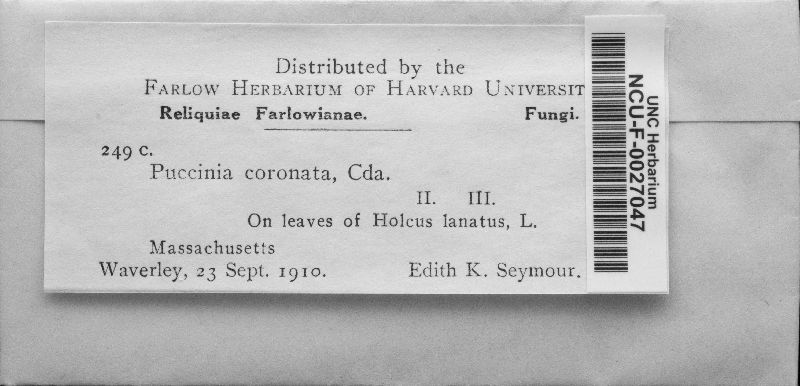 Distributed by the
FARLOW HERBARIUM OF HARVARD UNIVERSIT
Reliquiae Farlowianae. Fungi.
249 c.
Puccinia coronata, Cda.
II. III.
On leaves of Holcus lanatus, L.
Massachusetts
Waverley, 23 Sept. 1910. Edith K. Seymour.
UNC Herbarium
NCU-F-0027047